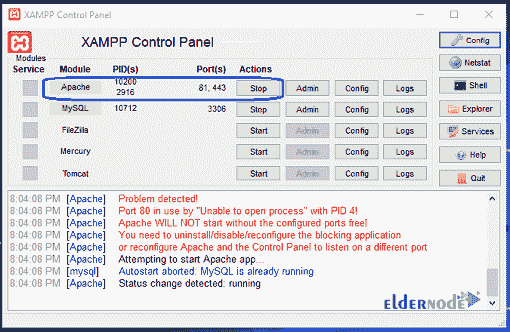 XAMPP Control Panel
XAMPP Control Panel
Config
Modules
Service Module PID(s) Port(s) Actions
Apache 10200 2916 81, 443 Stop Admin Config Logs
Netstat
MySQL 10712 3306 Stop Admin Config Logs
Shell
FileZilla Start Admin Config Logs
Explorer
Mercury Start Admin Config Logs
Services
Tomcat Start Admin Config Logs
Help
Quit
8:04:08 PM [Apache] Problem detected!
8:04:08 PM [Apache] Port 80 in use by "Unable to open process" with PID 4!
8:04:08 PM [Apache] Apache WILL NOT start without the configured ports free!
8:04:08 PM [Apache] You need to uninstall/disable/reconfigure the blocking application
8:04:08 PM [Apache] or reconfigure Apache and the Control Panel to listen on a different port
8:04:08 PM [Apache] Attempting to start Apache app...
8:04:08 PM [mysql] Autostart aborted: MySQL is already running
8:04:08 PM [Apache] Status change detected: running
ELDERNODE